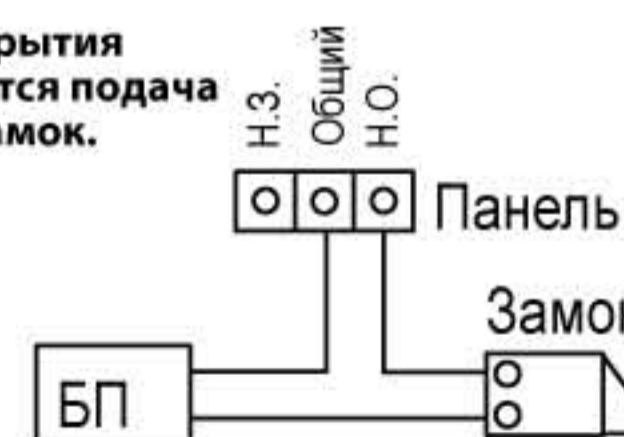 рытия
тся подача
амок.
Н.З.
Общий
Н.О.
Панель
Замо
БП